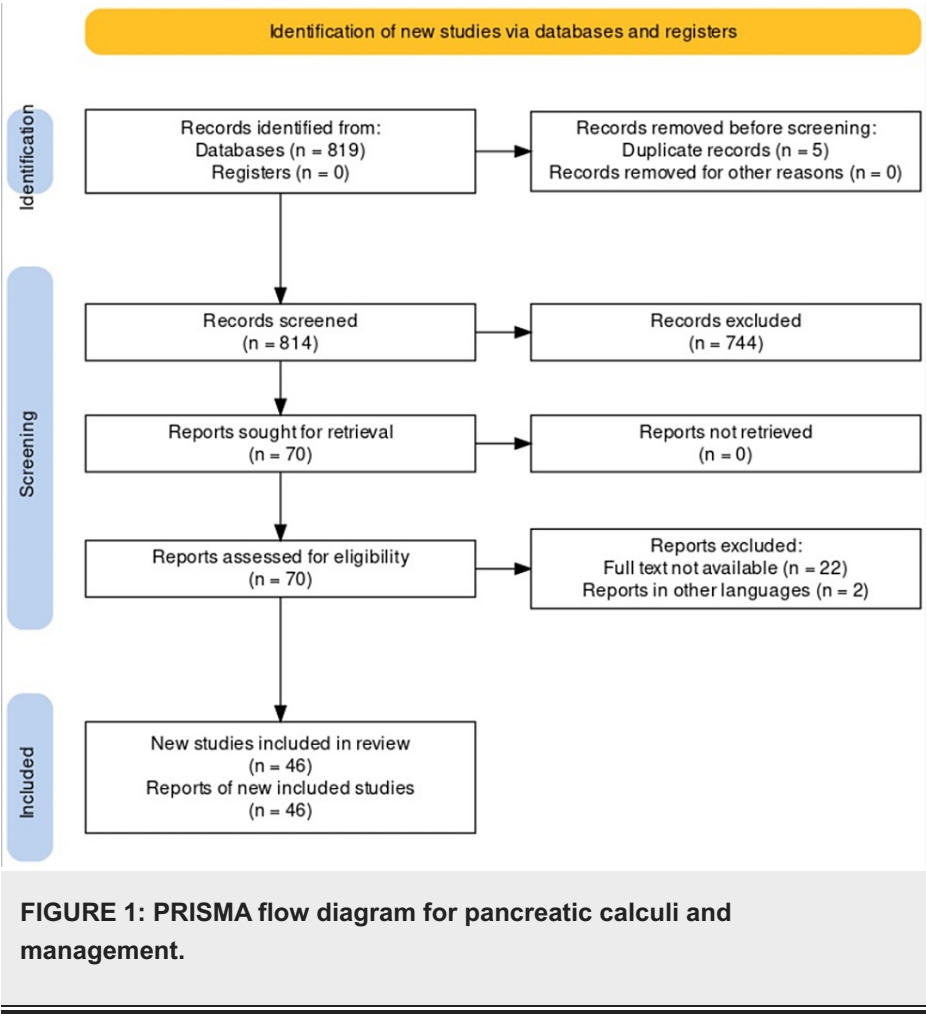 Identification of new studies via databases and registers
Identification
Records identified from:
Databases (n = 819)
Registers (n = 0)
Records removed before screening:
Duplicate records (n = 5)
Records removed for other reasons (n = 0)
Screening
Records screened
(n = 814)
Records excluded
(n = 744)
Reports sought for retrieval
(n = 70)
Reports not retrieved
(n = 0)
Reports assessed for eligibility
(n = 70)
Reports excluded:
Full text not available (n = 22)
Reports in other languages (n = 2)
Included
New studies included in review
(n = 46)
Reports of new included studies
(n = 46)
FIGURE 1: PRISMA flow diagram for pancreatic calculi and
management.